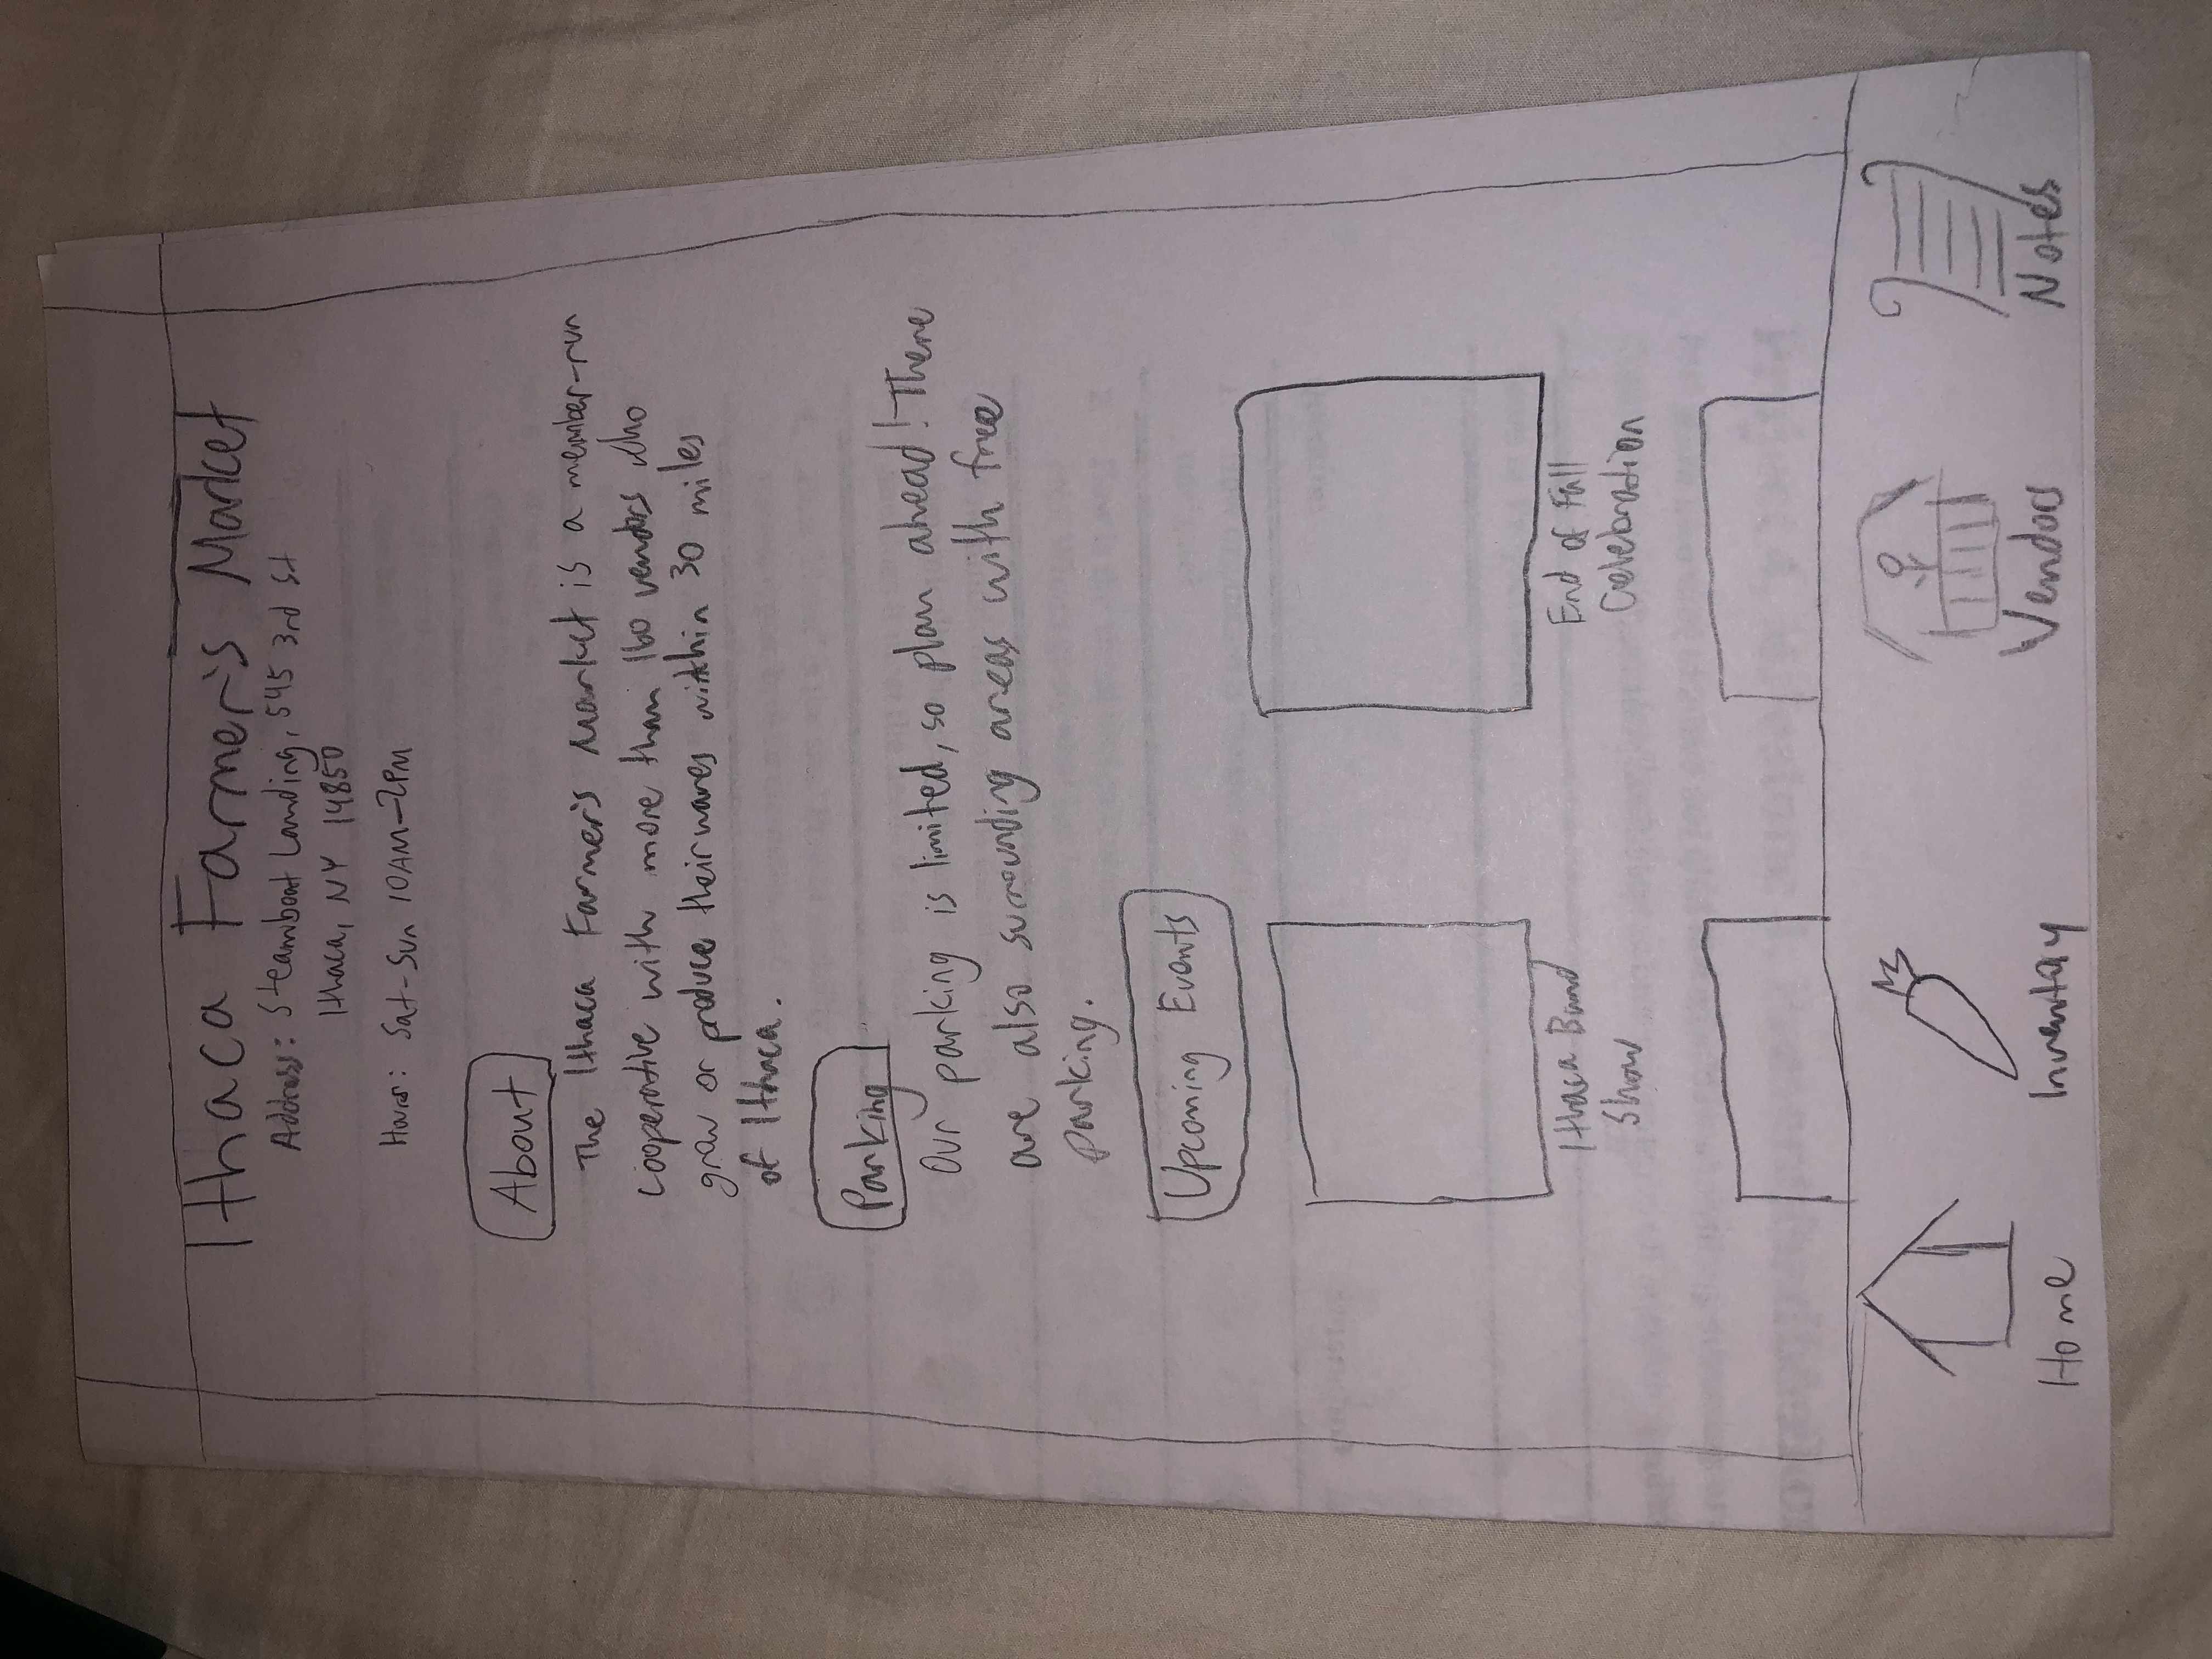 Ithaca Farmer's Market
Address: Steamboat Landing, 545 3rd St
Ithaca, NY 14850
Hours: Sat-Sun 10AM-2PM
About
The Ithaca Farmer's Market is a member-run
cooperative with more than 160 vendors who
grow or produce their wares within 30 miles
of Ithaca.
Parking
Our parking is limited, so plan ahead! There
are also surrounding areas with free
parking.
Upcoming Events
Ithaca Band
Show
End of Fall
Celebration
Home
Inventory
Vendors
Notes